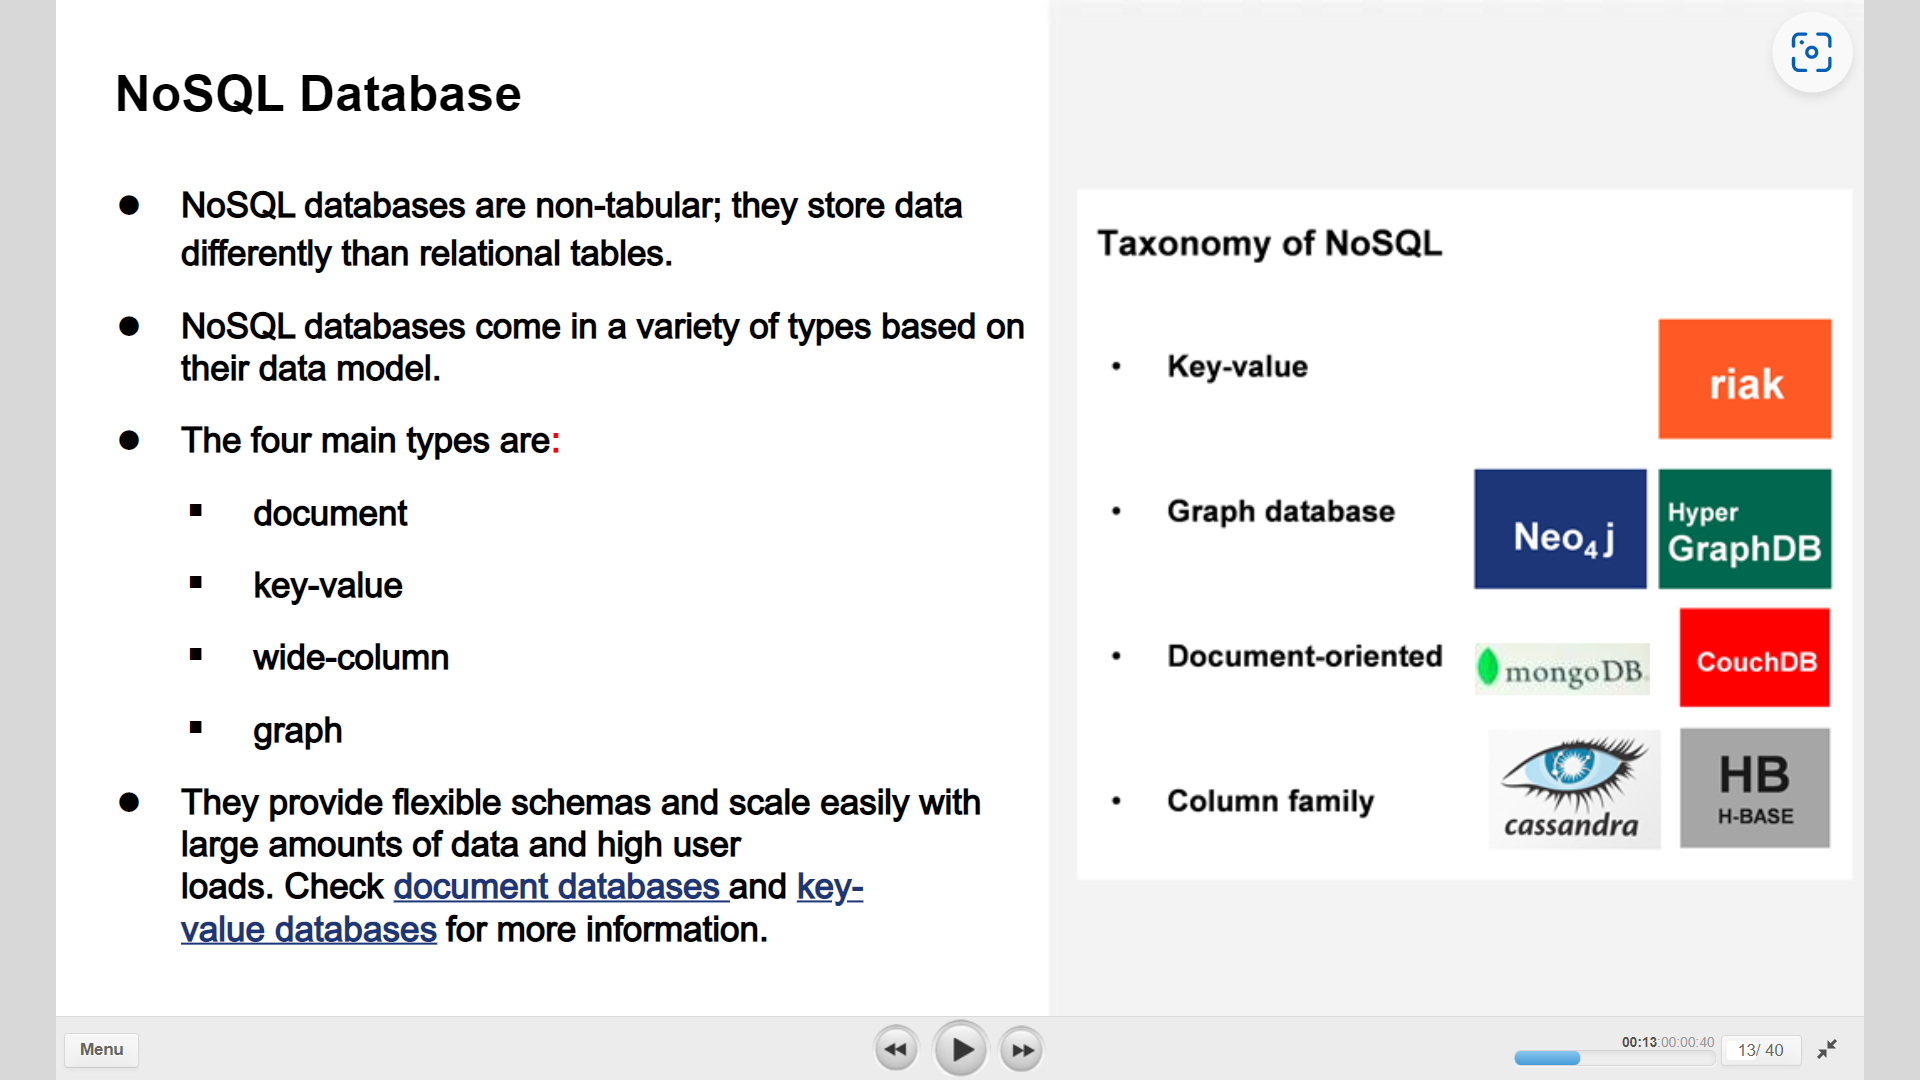 NoSQL Database
● NoSQL databases are non-tabular; they store data
differently than relational tables.
● NoSQL databases come in a variety of types based on
their data model.
● The four main types are:
▪ document
▪ key-value
▪ wide-column
▪ graph
● They provide flexible schemas and scale easily with
large amounts of data and high user
loads. Check document databases and key-
value databases for more information.
Taxonomy of NoSQL
• Key-value
riak
• Graph database
Neo4j
Hyper
GraphDB
• Document-oriented
mongoDB
CouchDB
• Column family
cassandra
HB
H-BASE
Menu
00:13:00:00:40
13/ 40